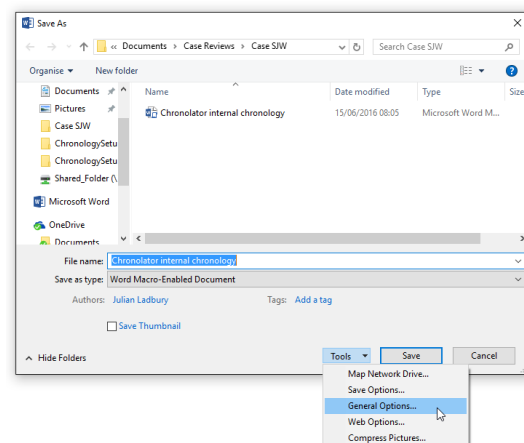 Save As
« Documents > Case Reviews > Case SJW
Search Case SJW
Organise
New folder
Documents
Pictures
Case SJW
ChronologySetu
ChronologySetu
Shared_Folder (\
Microsoft Word
OneDrive
Documents
Name
Date modified
Type
Size
Chronolator internal chronology
15/06/2016 08:05
Microsoft Word M...
File name: Chronolator internal chronology
Save as type: Word Macro-Enabled Document
Authors: Julian Ladbury
Tags: Add a tag
Save Thumbnail
Hide Folders
Tools
Save
Cancel
Map Network Drive...
Save Options...
General Options...
Web Options...
Compress Pictures...